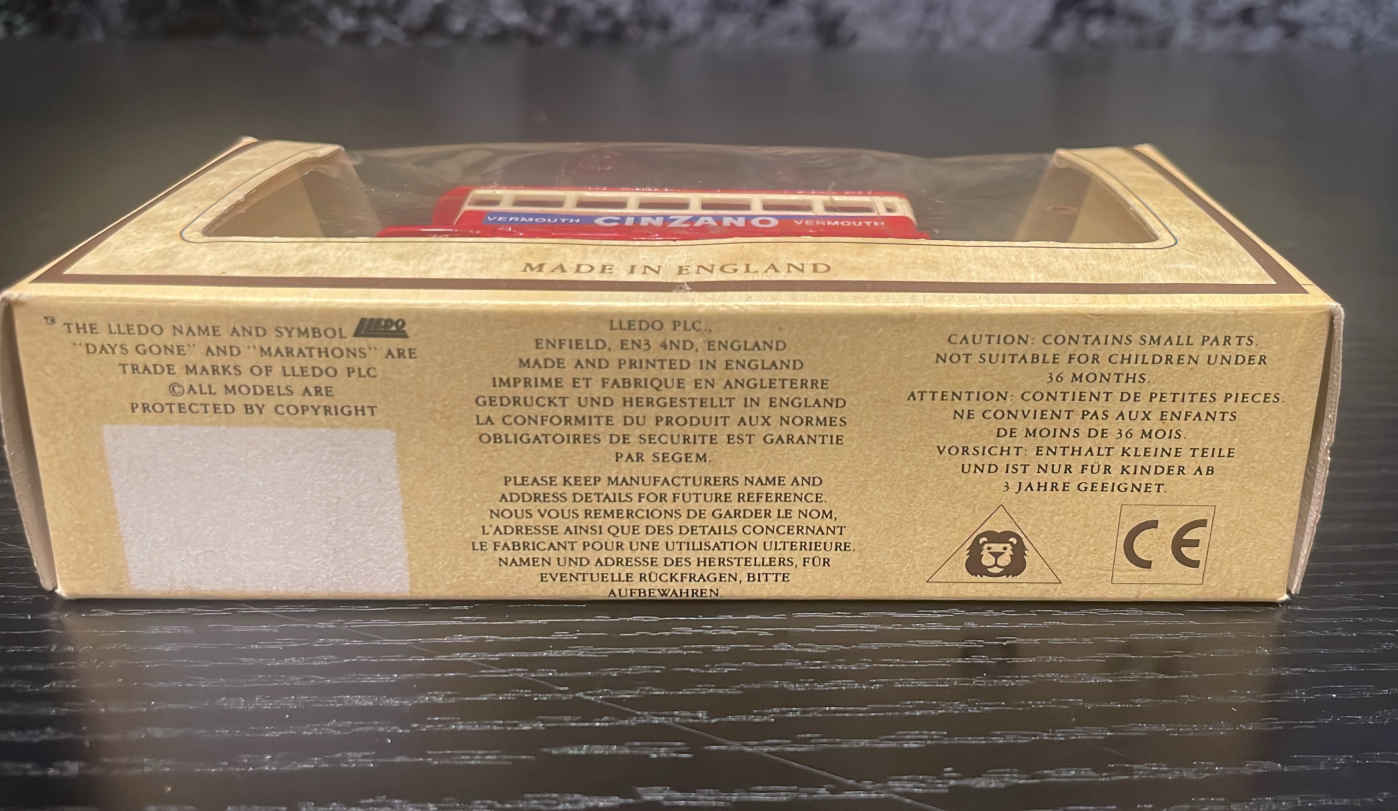 VERMOUTH CINZANO VERMOUTH
MADE IN ENGLAND
THE LLEDO NAME AND SYMBOL LLEDO
"DAYS GONE" AND "MARATHONS" ARE
TRADE MARKS OF LLEDO PLC
©ALL MODELS ARE
PROTECTED BY COPYRIGHT
LLEDO PLC.,
ENFIELD, EN3 4ND, ENGLAND
MADE AND PRINTED IN ENGLAND
IMPRIME ET FABRIQUE EN ANGLETERRE
GEDRUCKT UND HERGESTELLT IN ENGLAND
LA CONFORMITE DU PRODUIT AUX NORMES
OBLIGATOIRES DE SECURITE EST GARANTIE
PAR SEGEM.
PLEASE KEEP MANUFACTURERS NAME AND
ADDRESS DETAILS FOR FUTURE REFERENCE.
NOUS VOUS REMERCIONS DE GARDER LE NOM,
L'ADRESSE AINSI QUE DES DETAILS CONCERNANT
LE FABRICANT POUR UNE UTILISATION ULTERIEURE.
NAMEN UND ADRESSE DES HERSTELLERS, FÜR
EVENTUELLE RÜCKFRAGEN, BITTE
AUFBEWAHREN.
CAUTION: CONTAINS SMALL PARTS.
NOT SUITABLE FOR CHILDREN UNDER
36 MONTHS.
ATTENTION: CONTIENT DE PETITES PIECES.
NE CONVIENT PAS AUX ENFANTS
DE MOINS DE 36 MOIS.
VORSICHT: ENTHALT KLEINE TEILE
UND IST NUR FÜR KINDER AB
3 JAHRE GEEIGNET.
CE